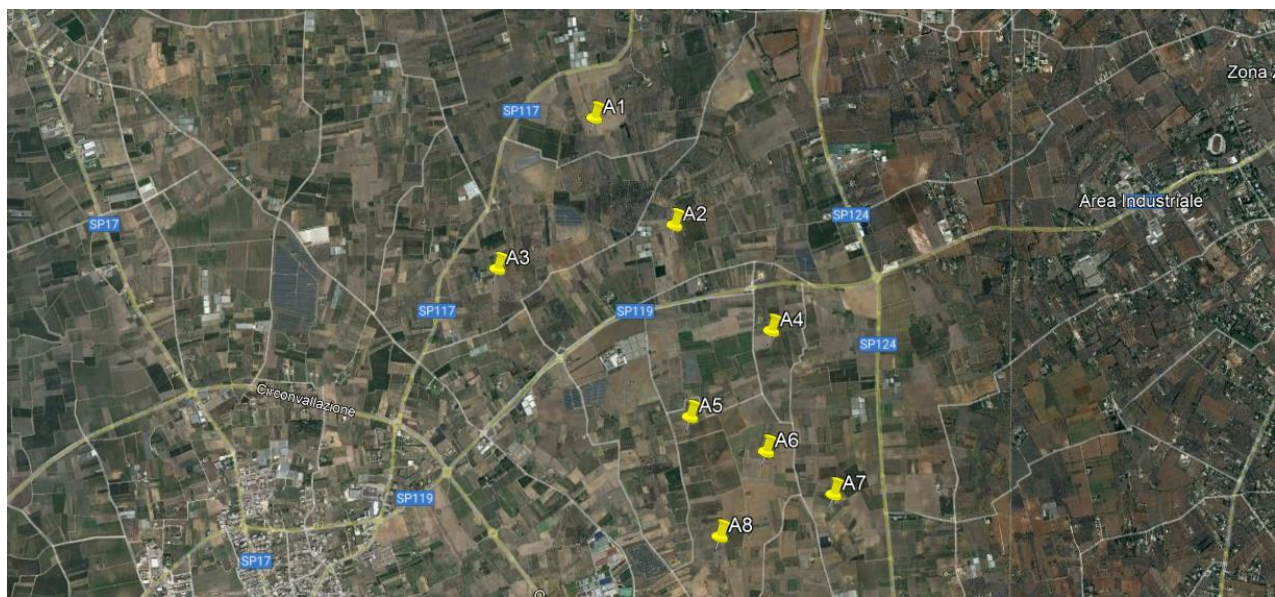 Zona
A1
SP117
Area Industriale
A2
SP124
SP17
A3
SP117
SP119
A4
SP124
Circonvallazione
A5
A6
A7
SP119
A8
SP17